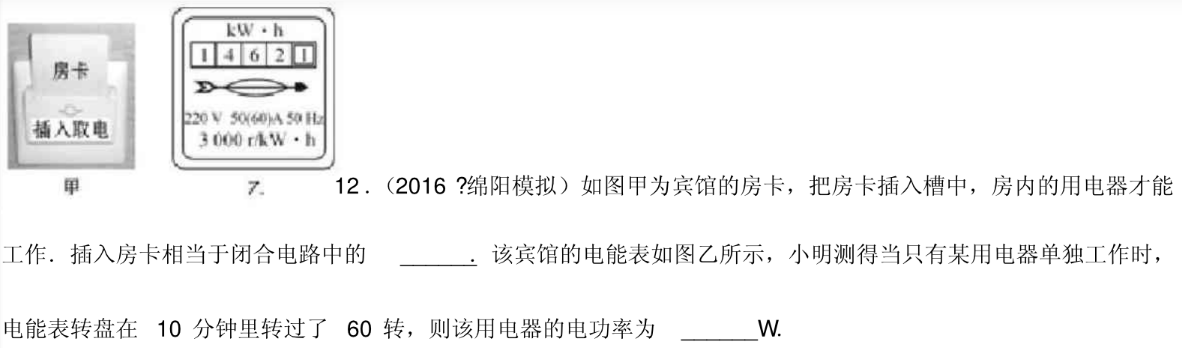 房卡
插入取电
甲
kW·h
1 4 6 2 1
220 V 50(60)A 50 Hz
3 000 r/kW·h
乙
12.（2016 ?绵阳模拟）如图甲为宾馆的房卡，把房卡插入槽中，房内的用电器才能
工作．插入房卡相当于闭合电路中的 ______．该宾馆的电能表如图乙所示，小明测得当只有某用电器单独工作时，
电能表转盘在 10 分钟里转过了 60 转，则该用电器的电功率为 ______W.